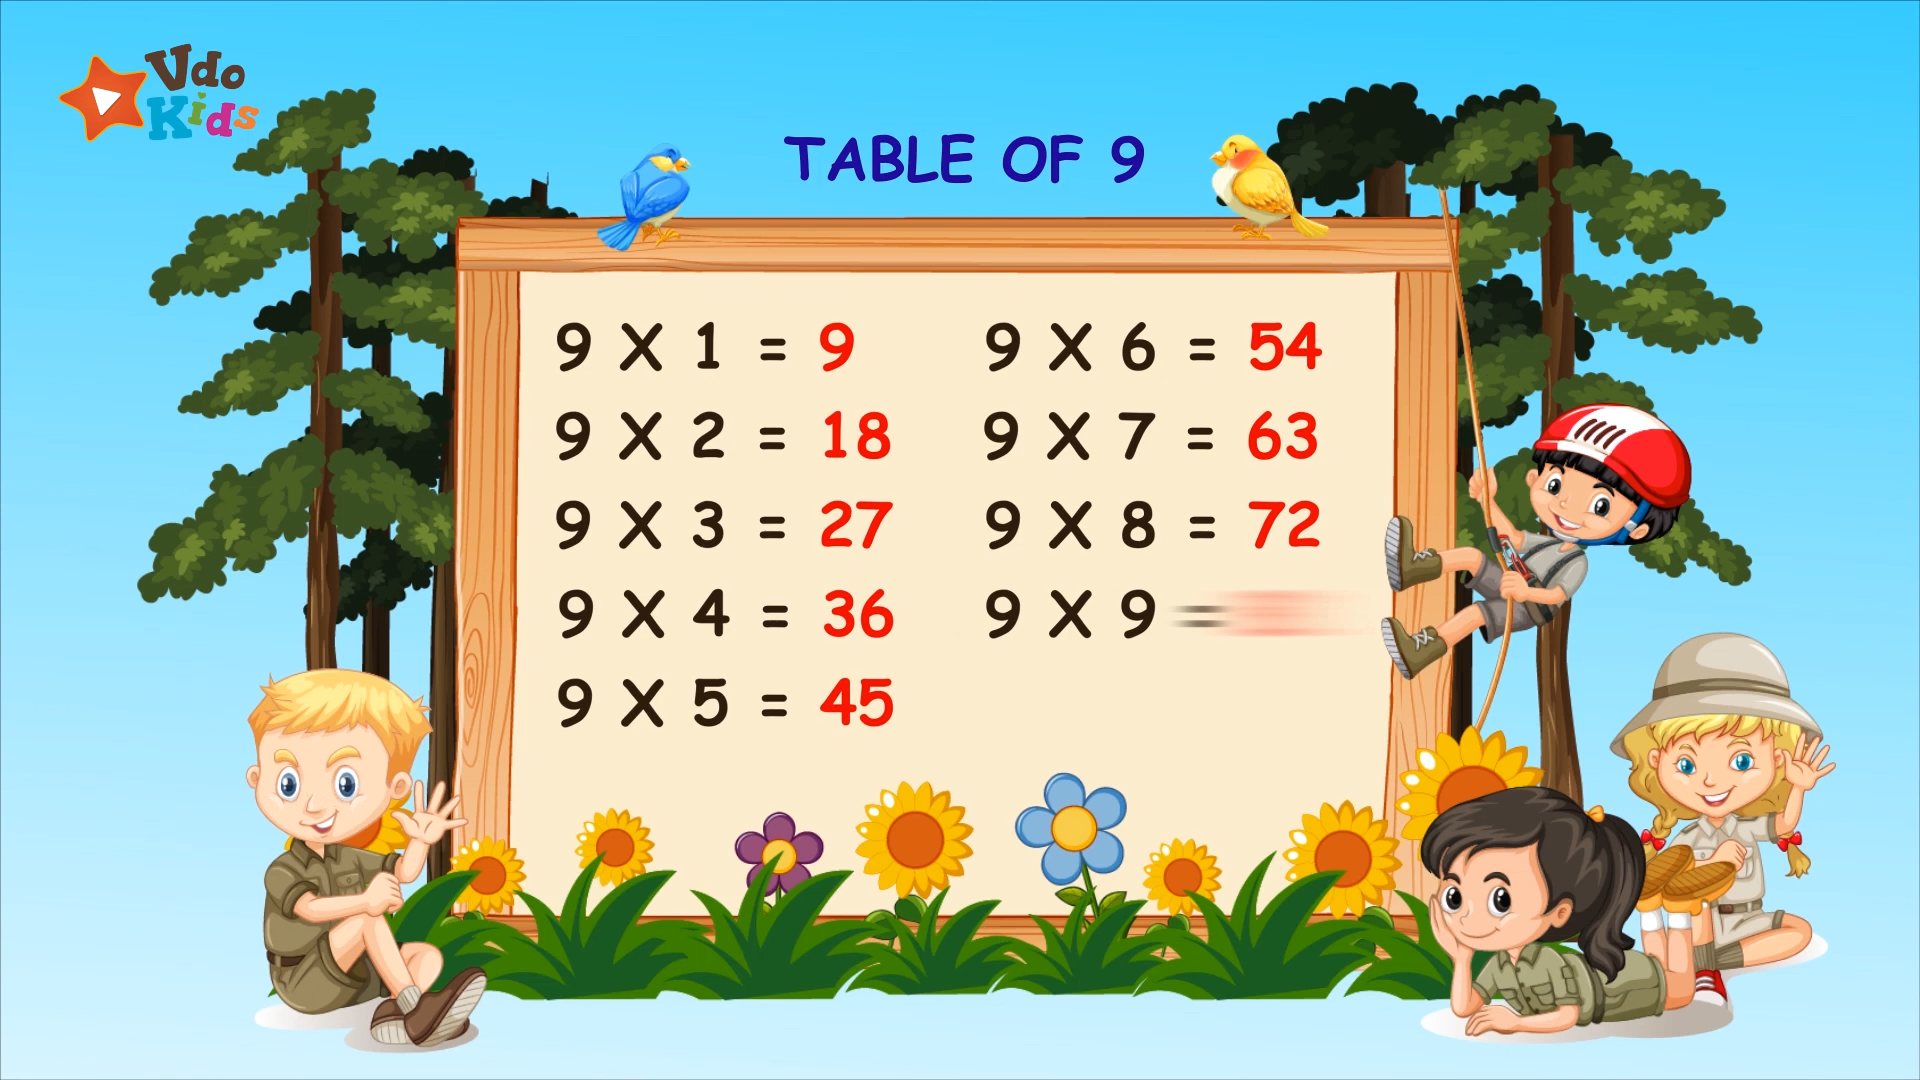 Vdo
Kids
TABLE OF 9
9 X 1 = 9
9 X 2 = 18
9 X 3 = 27
9 X 4 = 36
9 X 5 = 45
9 X 6 = 54
9 X 7 = 63
9 X 8 = 72
9 X 9 =